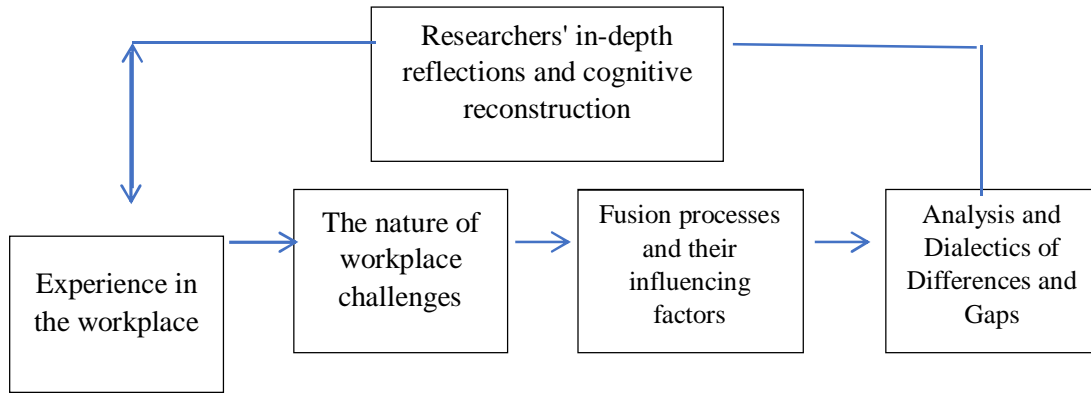 Researchers' in-depth
reflections and cognitive
reconstruction
Experience in
the workplace
The nature of
workplace
challenges
Fusion processes
and their
influencing
factors
Analysis and
Dialectics of
Differences and
Gaps